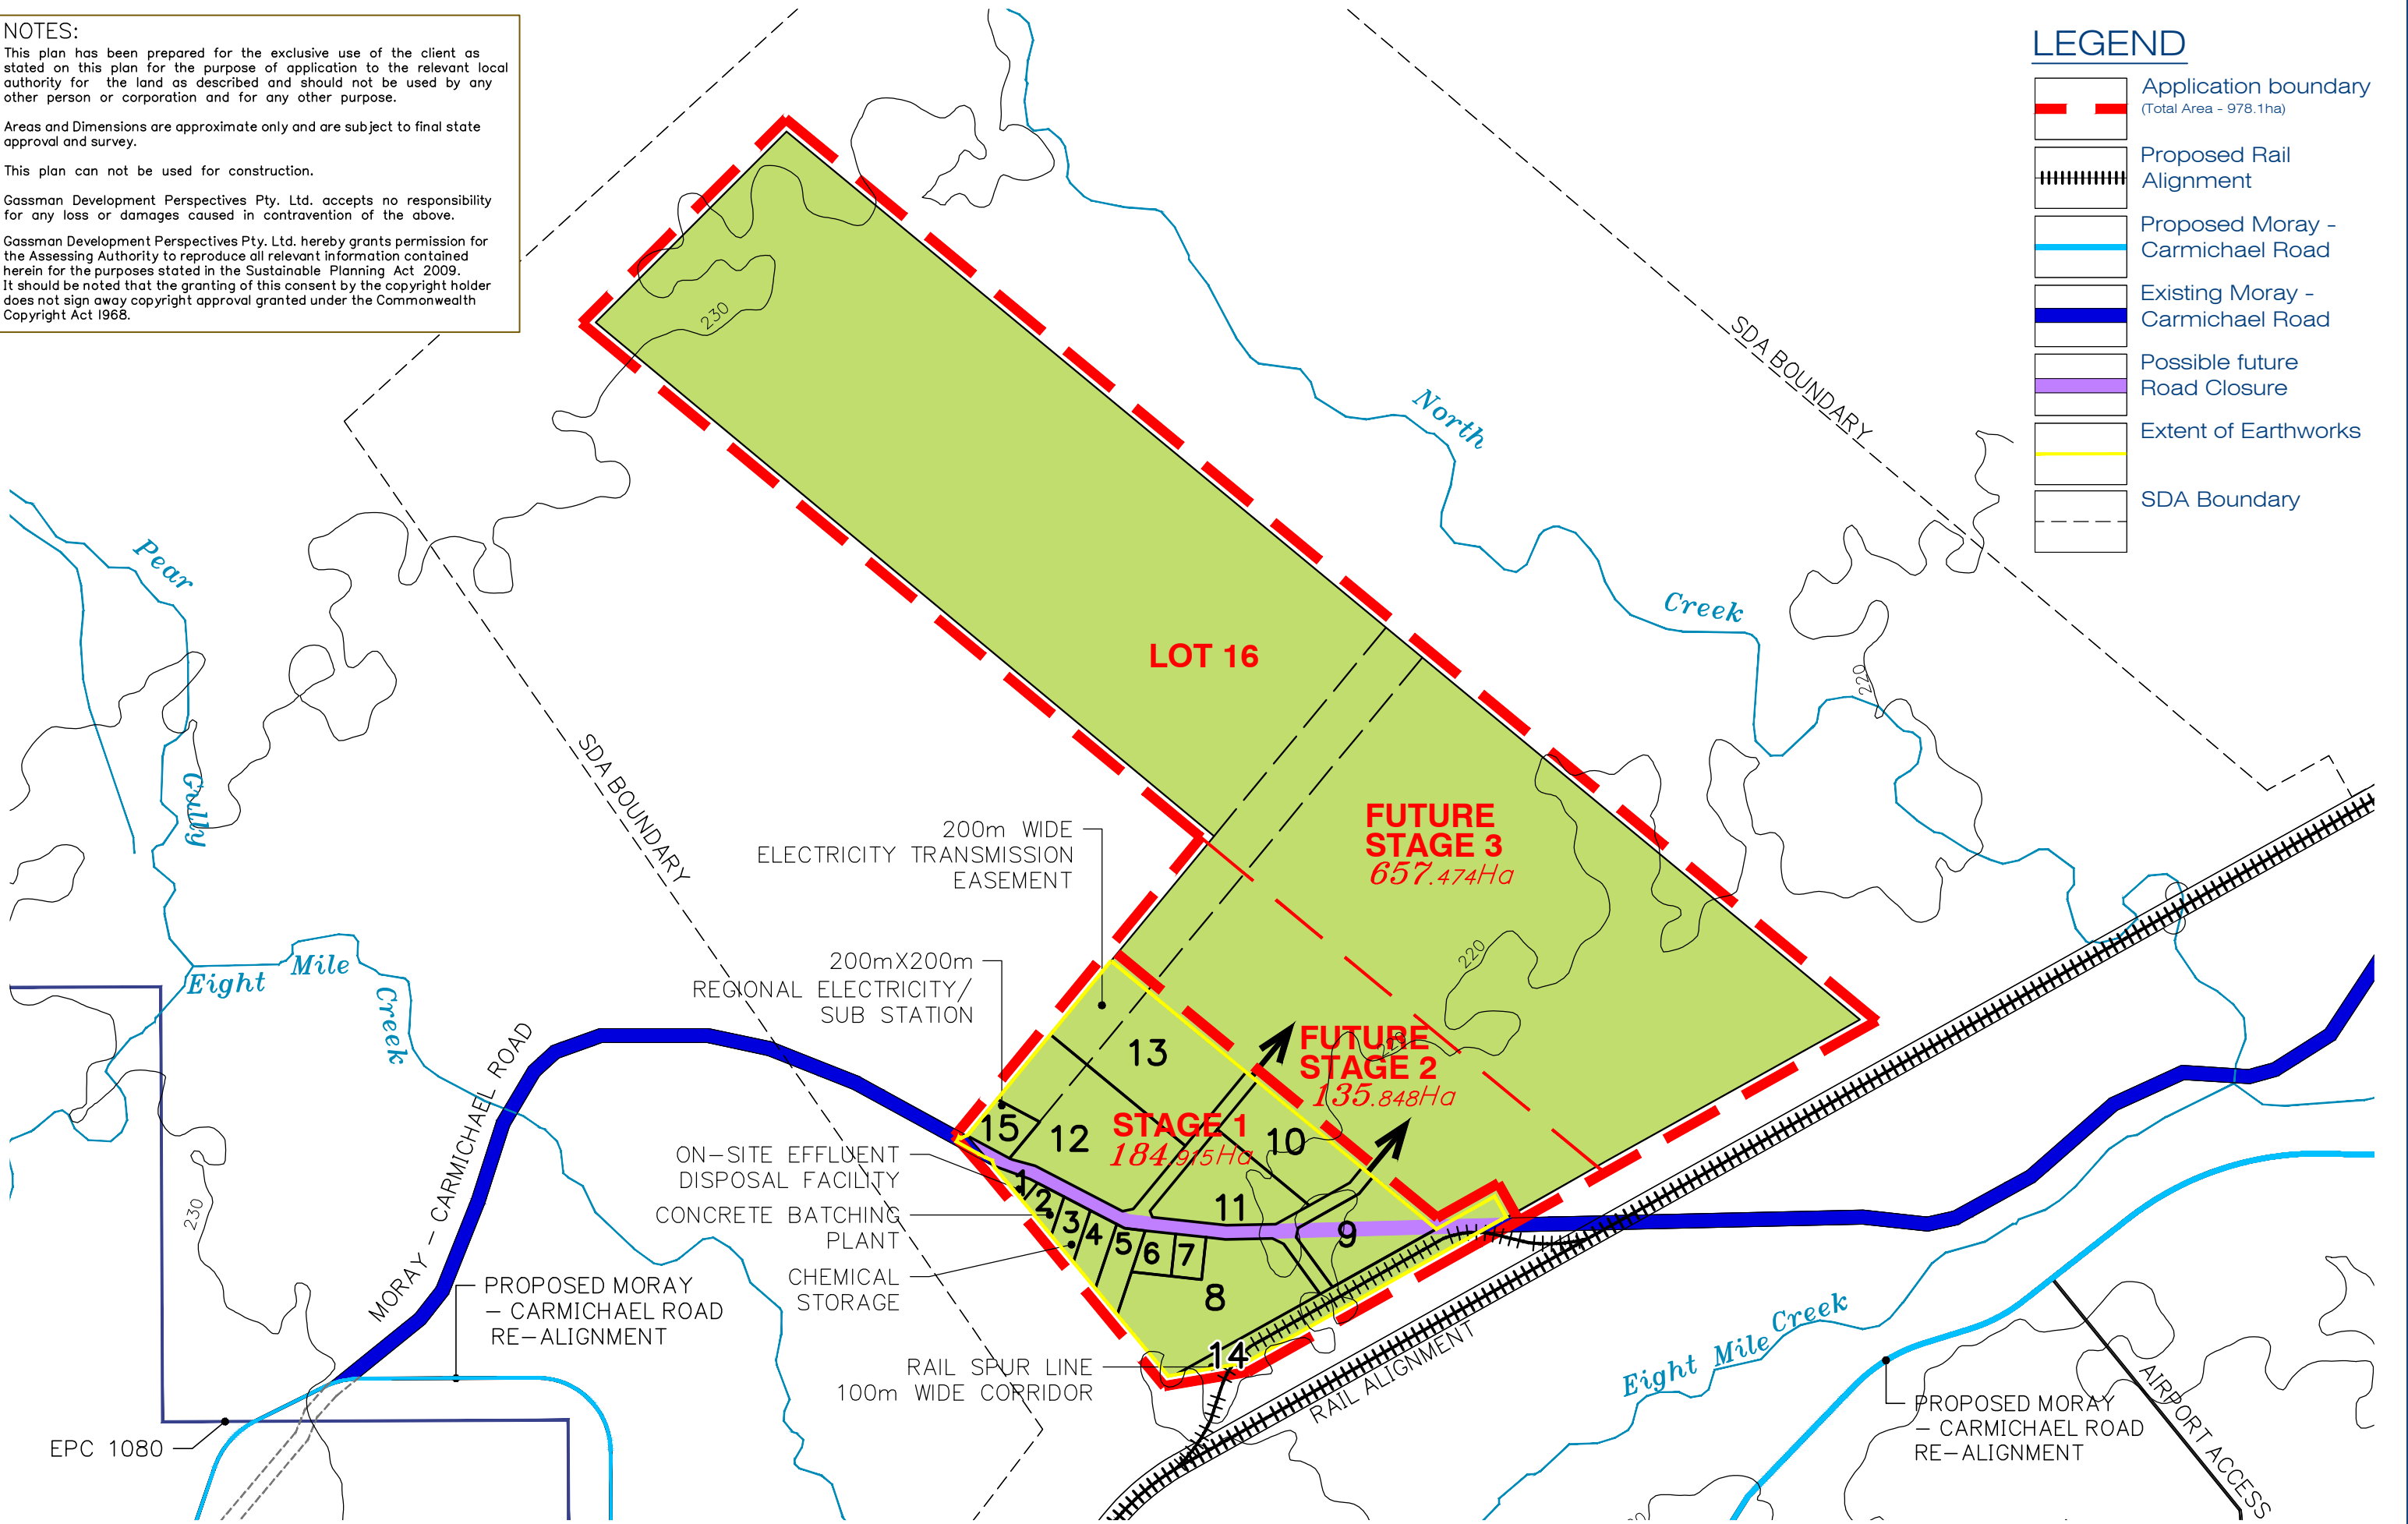 NOTES:
This plan has been prepared for the exclusive use of the client as
stated on this plan for the purpose of application to the relevant local
authority for the land as described and should not be used by any
other person or corporation and for any other purpose.
Areas and Dimensions are approximate only and are subject to final state
approval and survey.
This plan can not be used for construction.
Gassman Development Perspectives Pty. Ltd. accepts no responsibility
for any loss or damages caused in contravention of the above.
Gassman Development Perspectives Pty. Ltd. hereby grants permission for
the Assessing Authority to reproduce all relevant information contained
herein for the purposes stated in the Sustainable Planning Act 2009.
It should be noted that the granting of this consent by the copyright holder
does not sign away copyright approval granted under the Commonwealth
Copyright Act 1968.
LEGEND
Application boundary
(Total Area - 978.1ha)
Proposed Rail
Alignment
Proposed Moray -
Carmichael Road
Existing Moray -
Carmichael Road
Possible future
Road Closure
Extent of Earthworks
SDA Boundary
230
SDA BOUNDARY
North
Creek
220
Pear
Gully
LOT 16
SDA BOUNDARY
FUTURE
STAGE 3
657.474Ha
200m WIDE
ELECTRICITY TRANSMISSION
EASEMENT
220
200mX200m
REGIONAL ELECTRICITY/
SUB STATION
Eight Mile
Creek
MORAY - CARMICHAEL ROAD
FUTURE
STAGE 2
135.848Ha
220
13
STAGE 1
184.915Ha
15
12
10
11
9
1
2
3
4
5
6
7
8
14
ON-SITE EFFLUENT
DISPOSAL FACILITY
CONCRETE BATCHING
PLANT
CHEMICAL
STORAGE
RAIL SPUR LINE
100m WIDE CORRIDOR
RAIL ALIGNMENT
230
PROPOSED MORAY
- CARMICHAEL ROAD
RE-ALIGNMENT
EPC 1080
Eight Mile Creek
PROPOSED MORAY
- CARMICHAEL ROAD
RE-ALIGNMENT
AIRPORT ACCESS